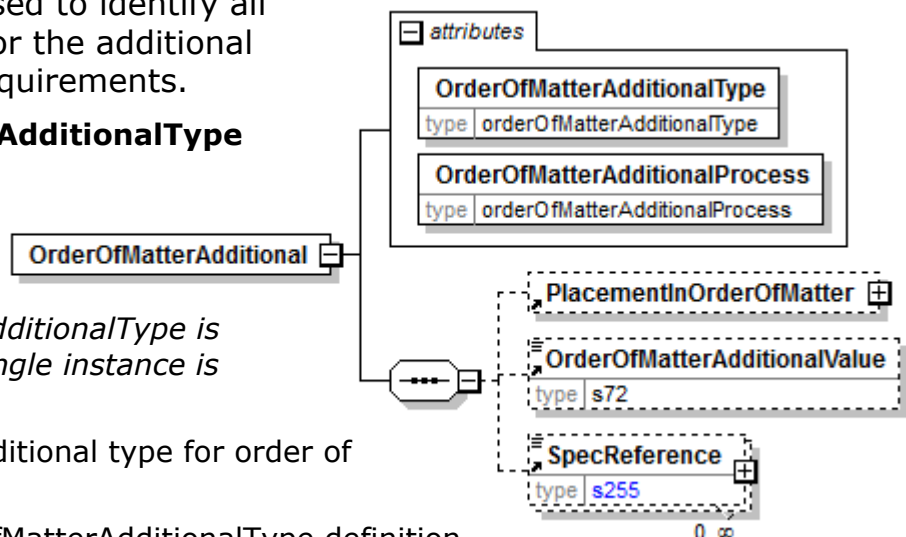 sed to identify all
or the additional
quirements.
AdditionalType
dditionalType is
ngle instance is
ditional type for order of
fMatterAdditionalType definition
attributes
OrderOfMatterAdditionalType
type orderOfMatterAdditionalType
OrderOfMatterAdditionalProcess
type orderOfMatterAdditionalProcess
OrderOfMatterAdditional
PlacementInOrderOfMatter
OrderOfMatterAdditionalValue
type s72
SpecReference
type s255